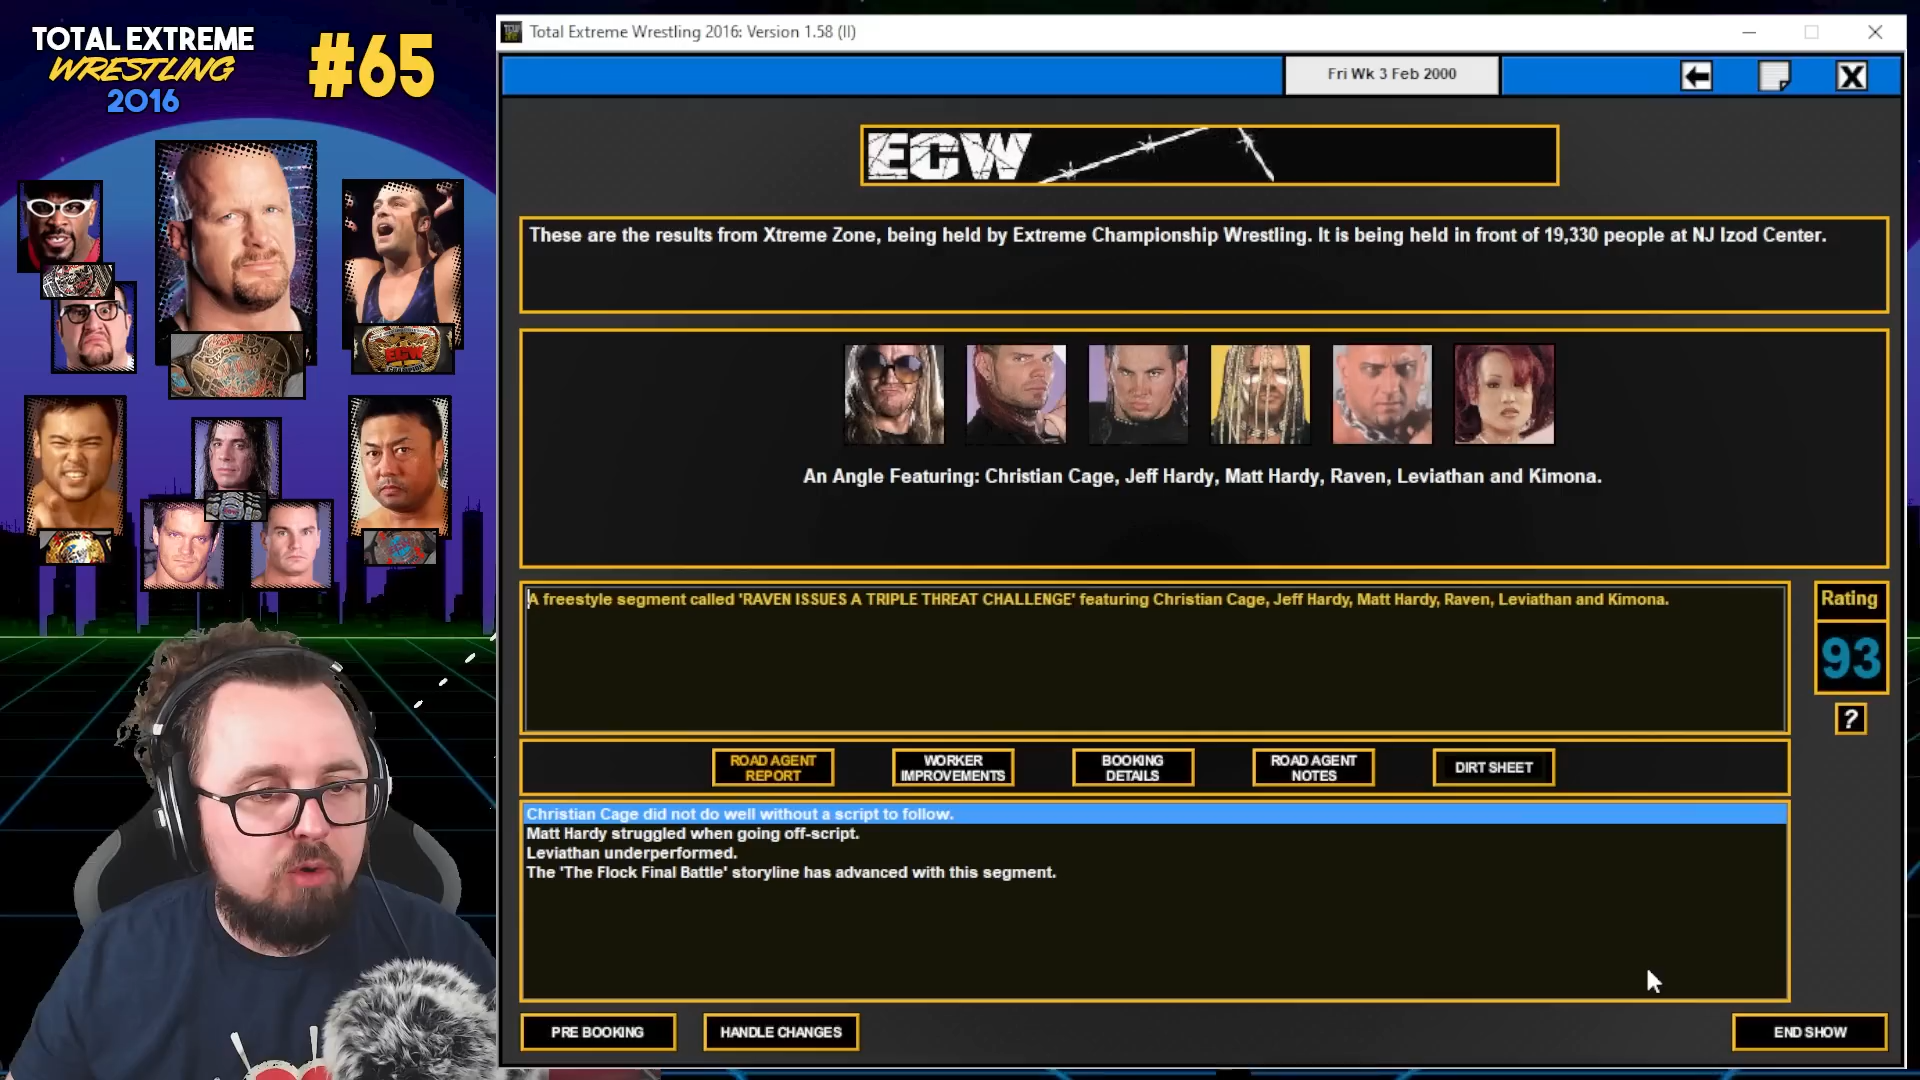 TOTAL EXTREME
WRESTLING
2016
#65
Total Extreme Wrestling 2016: Version 1.58 (II)
Fri Wk 3 Feb 2000
ECW
These are the results from Xtreme Zone, being held by Extreme Championship Wrestling. It is being held in front of 19,330 people at NJ Izod Center.
An Angle Featuring: Christian Cage, Jeff Hardy, Matt Hardy, Raven, Leviathan and Kimona.
A freestyle segment called 'RAVEN ISSUES A TRIPLE THREAT CHALLENGE' featuring Christian Cage, Jeff Hardy, Matt Hardy, Raven, Leviathan and Kimona.
Rating
93
?
ROAD AGENT
REPORT
WORKER
IMPROVEMENTS
BOOKING
DETAILS
ROAD AGENT
NOTES
DIRT SHEET
Christian Cage did not do well without a script to follow.
Matt Hardy struggled when going off-script.
Leviathan underperformed.
The 'The Flock Final Battle' storyline has advanced with this segment.
PRE BOOKING
HANDLE CHANGES
END SHOW